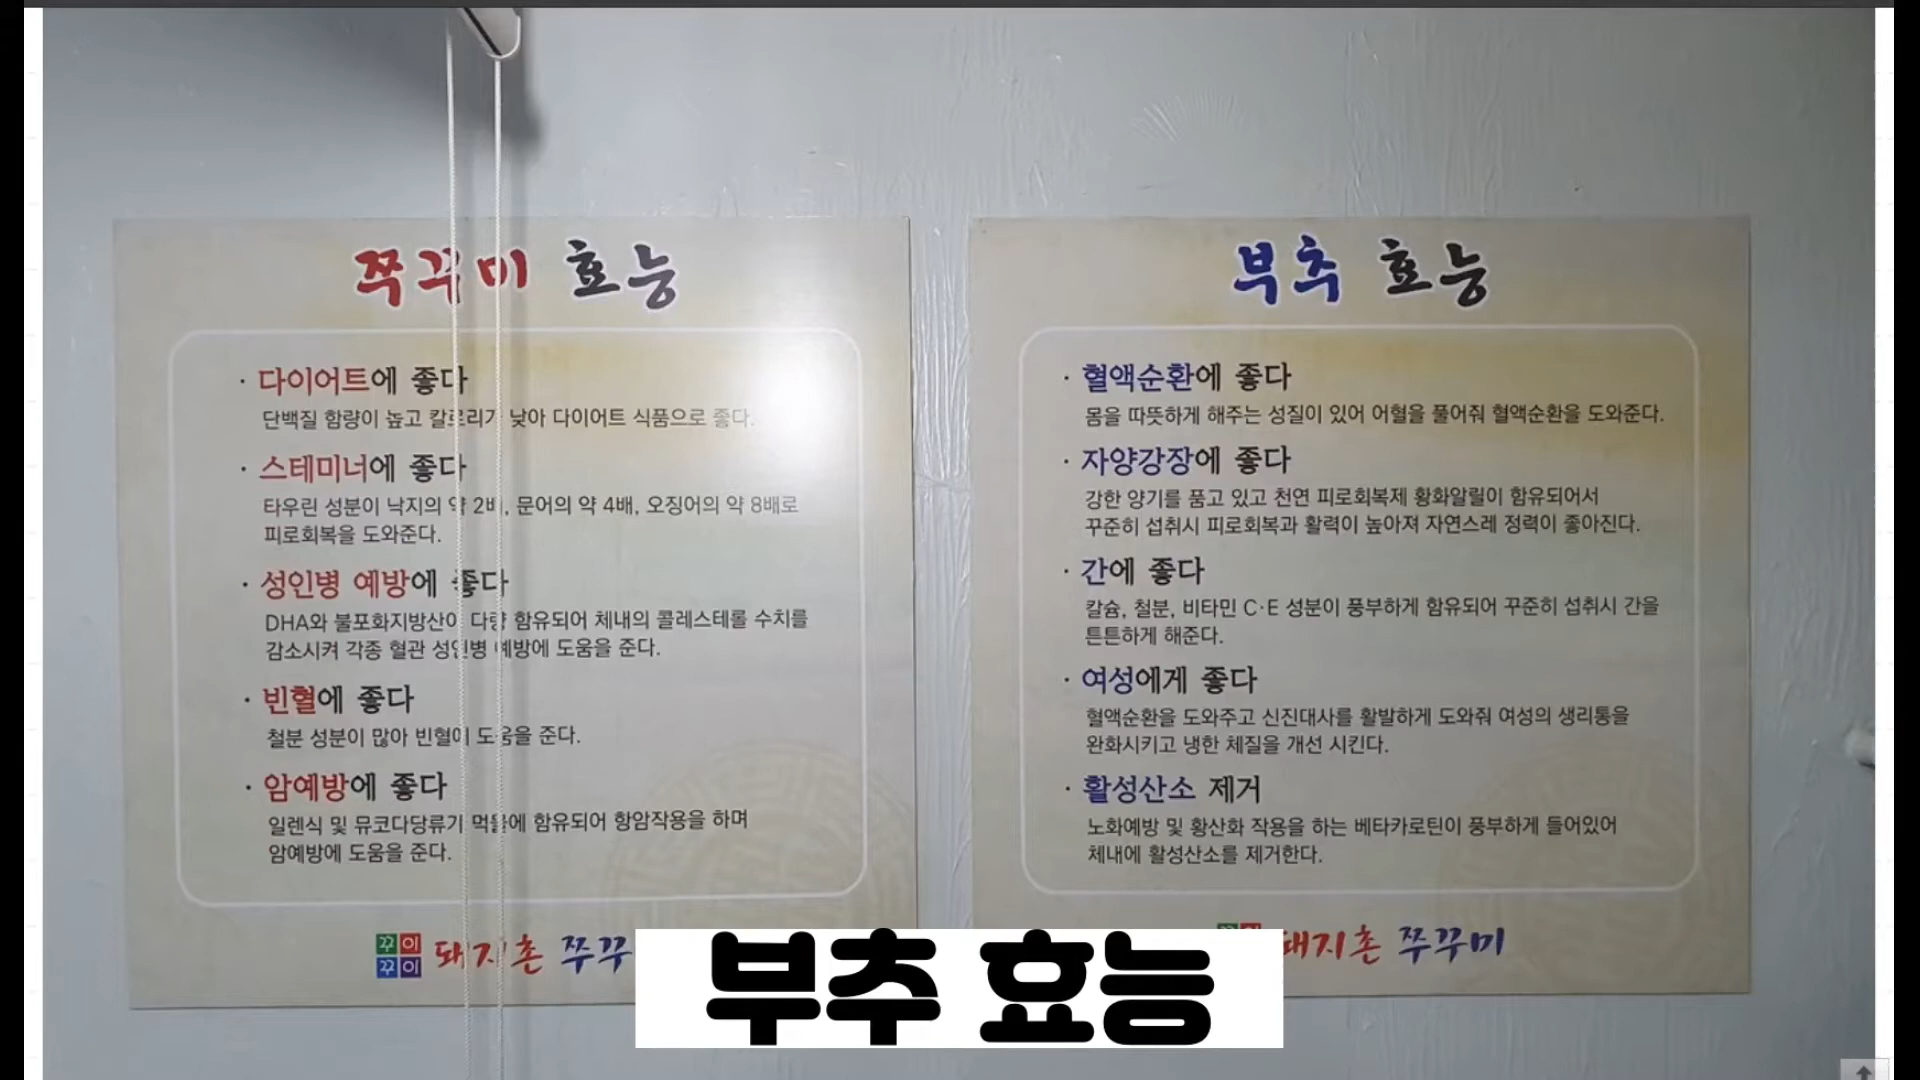 쭈꾸미 효능
· 다이어트에 좋다
단백질 함량이 높고 칼로리가 낮아 다이어트 식품으로 좋다.
· 스테미너에 좋다
타우린 성분이 낙지의 약 2배, 문어의 약 4배, 오징어의 약 8배로
피로회복을 도와준다.
· 성인병 예방에 좋다
DHA와 불포화지방산이 다량 함유되어 체내의 콜레스테롤 수치를
감소시켜 각종 혈관 성인병 예방에 도움을 준다.
· 빈혈에 좋다
철분 성분이 많아 빈혈에 도움을 준다.
· 암예방에 좋다
일렌식 및 뮤코다당류가 먹물에 함유되어 항암작용을 하며
암예방에 도움을 준다.
꾸이
꾸이
돼지촌 쭈꾸
부추 효능
· 혈액순환에 좋다
몸을 따뜻하게 해주는 성질이 있어 어혈을 풀어줘 혈액순환을 도와준다.
· 자양강장에 좋다
강한 양기를 품고 있고 천연 피로회복제 황화알릴이 함유되어서
꾸준히 섭취시 피로회복과 활력이 높아져 자연스레 정력이 좋아진다.
· 간에 좋다
칼슘, 철분, 비타민 C·E 성분이 풍부하게 함유되어 꾸준히 섭취시 간을
튼튼하게 해준다.
· 여성에게 좋다
혈액순환을 도와주고 신진대사를 활발하게 도와줘 여성의 생리통을
완화시키고 냉한 체질을 개선 시킨다.
· 활성산소 제거
노화예방 및 황산화 작용을 하는 베타카로틴이 풍부하게 들어있어
체내에 활성산소를 제거한다.
돼지촌 쭈꾸미
부추 효능